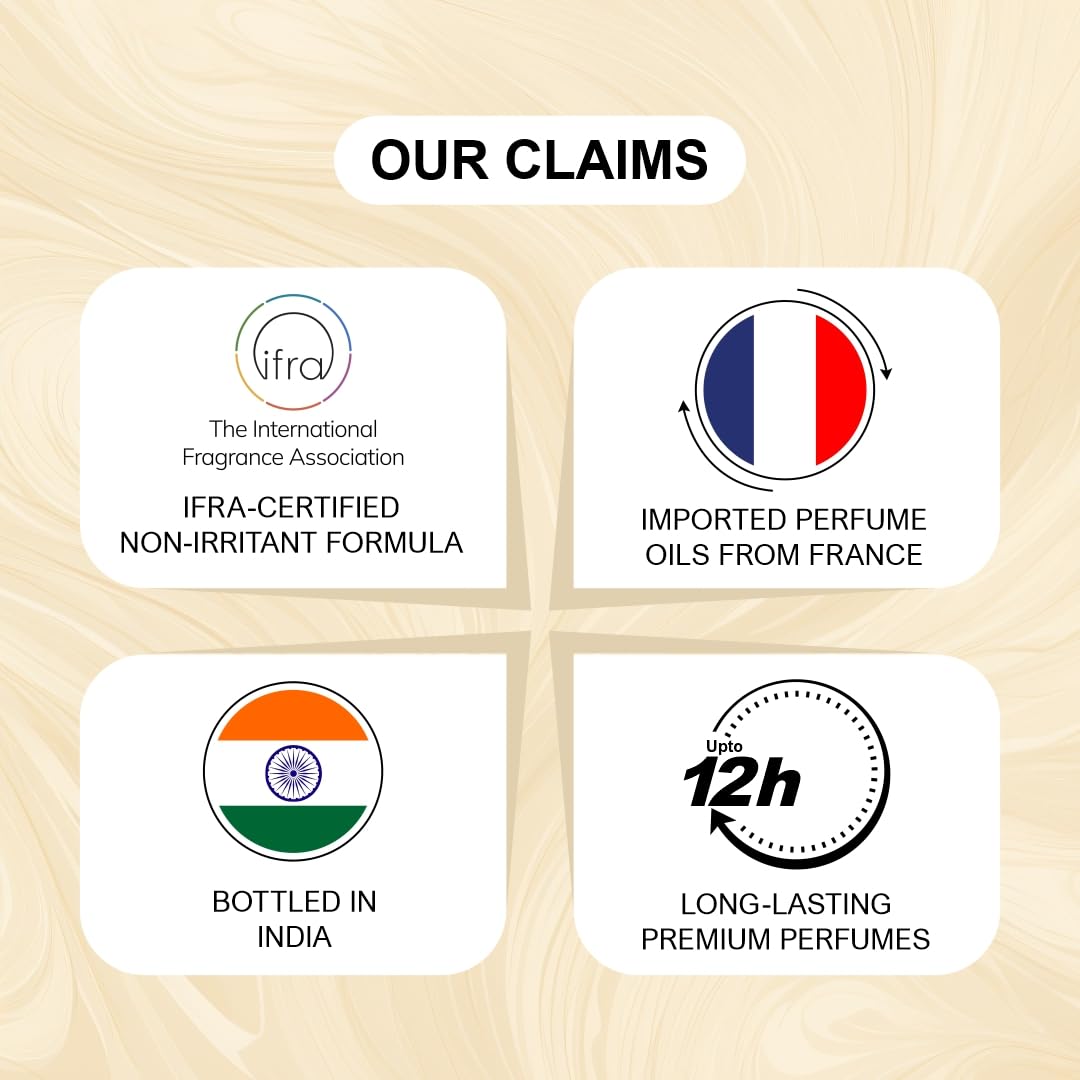 OUR CLAIMS
ifra
The International
Fragrance Association
IFRA-CERTIFIED
NON-IRRITANT FORMULA
IMPORTED PERFUME
OILS FROM FRANCE
BOTTLED IN
INDIA
Upto
12h
LONG-LASTING
PREMIUM PERFUMES